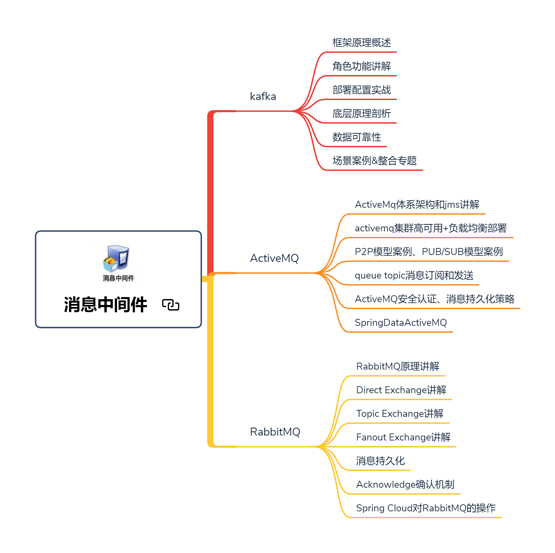 消息中间件
消息中间件
kafka
框架原理概述
角色功能讲解
部署配置实战
底层原理剖析
数据可靠性
场景案例&整合专题
ActiveMQ
ActiveMq体系架构和jms讲解
activemq集群高可用+负载均衡部署
P2P模型案例、PUB/SUB模型案例
queue topic消息订阅和发送
ActiveMQ安全认证、消息持久化策略
SpringDataActiveMQ
RabbitMQ
RabbitMQ原理讲解
Direct Exchange讲解
Topic Exchange讲解
Fanout Exchange讲解
消息持久化
Acknowledge确认机制
Spring Cloud对RabbitMQ的操作